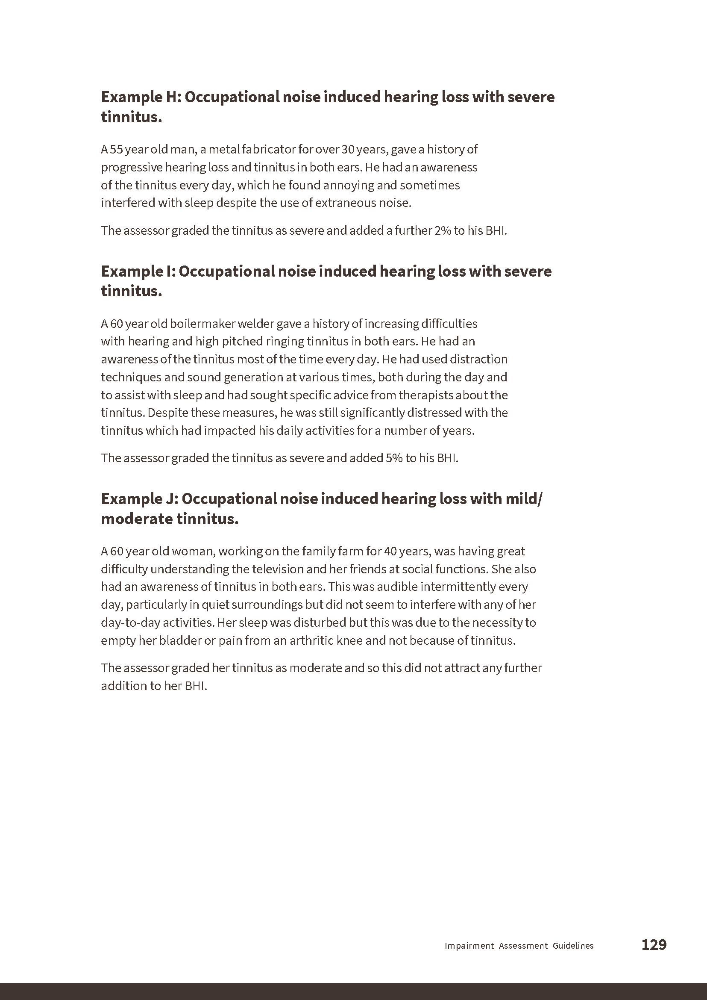 Example H: Occupational noise induced hearing loss with severe
tinnitus.
A 55 year old man, a metal fabricator for over 30 years, gave a history of
progressive hearing loss and tinnitus in both ears. He had an awareness
of the tinnitus every day, which he found annoying and sometimes
interfered with sleep despite the use of extraneous noise.
The assessor graded the tinnitus as severe and added a further 2% to his BHI.
Example I: Occupational noise induced hearing loss with severe
tinnitus.
A 60 year old boilermaker welder gave a history of increasing difficulties
with hearing and high pitched ringing tinnitus in both ears. He had an
awareness of the tinnitus most of the time every day. He had used distraction
techniques and sound generation at various times, both during the day and
to assist with sleep and had sought specific advice from therapists about the
tinnitus. Despite these measures, he was still significantly distressed with the
tinnitus which had impacted his daily activities for a number of years.
The assessor graded the tinnitus as severe and added 5% to his BHI.
Example J: Occupational noise induced hearing loss with mild/
moderate tinnitus.
A 60 year old woman, working on the family farm for 40 years, was having great
difficulty understanding the television and her friends at social functions. She also
had an awareness of tinnitus in both ears. This was audible intermittently every
day, particularly in quiet surroundings but did not seem to interfere with any of her
day-to-day activities. Her sleep was disturbed but this was due to the necessity to
empty her bladder or pain from an arthritic knee and not because of tinnitus.
The assessor graded her tinnitus as moderate and so this did not attract any further
addition to her BHI.
Impairment Assessment Guidelines 129